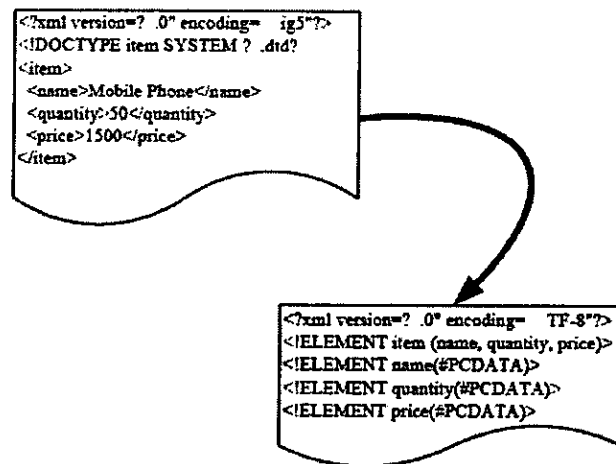 <?xml version=? .0" encoding= ig5"?>
<!DOCTYPE item SYSTEM ? .dtd?
<item>
<name>Mobile Phone</name>
<quantity>50</quantity>
<price>1500</price>
</item>
<?xml version=? .0" encoding= TF-8"?>
<!ELEMENT item (name, quantity, price)>
<!ELEMENT name(#PCDATA)>
<!ELEMENT quantity(#PCDATA)>
<!ELEMENT price(#PCDATA)>